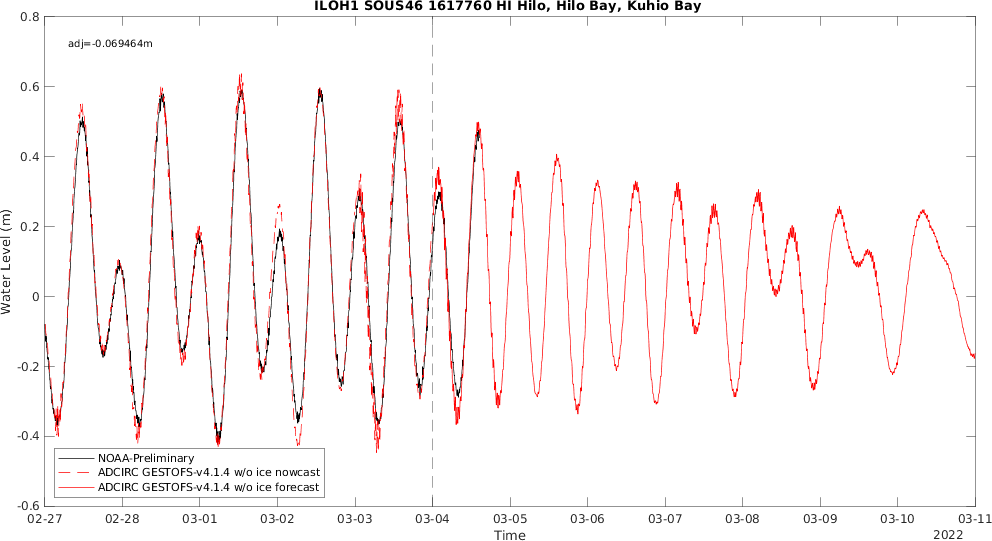 ILOH1 SOUS46 1617760 HI Hilo, Hilo Bay, Kuhio Bay
adj=-0.069464m
0.8
0.6
0.4
0.2
0
-0.2
-0.4
-0.6
Water Level (m)
NOAA-Preliminary
ADCIRC GESTOFS-v4.1.4 w/o ice nowcast
ADCIRC GESTOFS-v4.1.4 w/o ice forecast
02-27 02-28 03-01 03-02 03-03 03-04 03-05 03-06 03-07 03-08 03-09 03-10 03-11
Time
2022